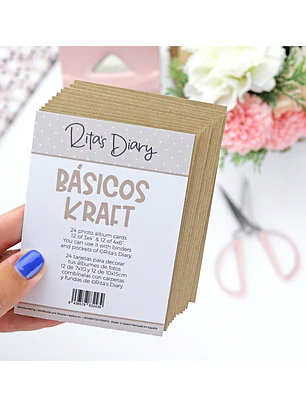 Rita's Diary
BÁSICOS
KRAFT
24 photo album cards
12 of 3x4" & 12 of 4x6".
You can use it with binders
and pockets of ©Rita's Diary.
24 tarjetas para decorar
tus álbumes de fotos
12 de 7x10 y 12 de 10x15cm
combínalas con carpetas
y fundas de ©Rita's Diary.